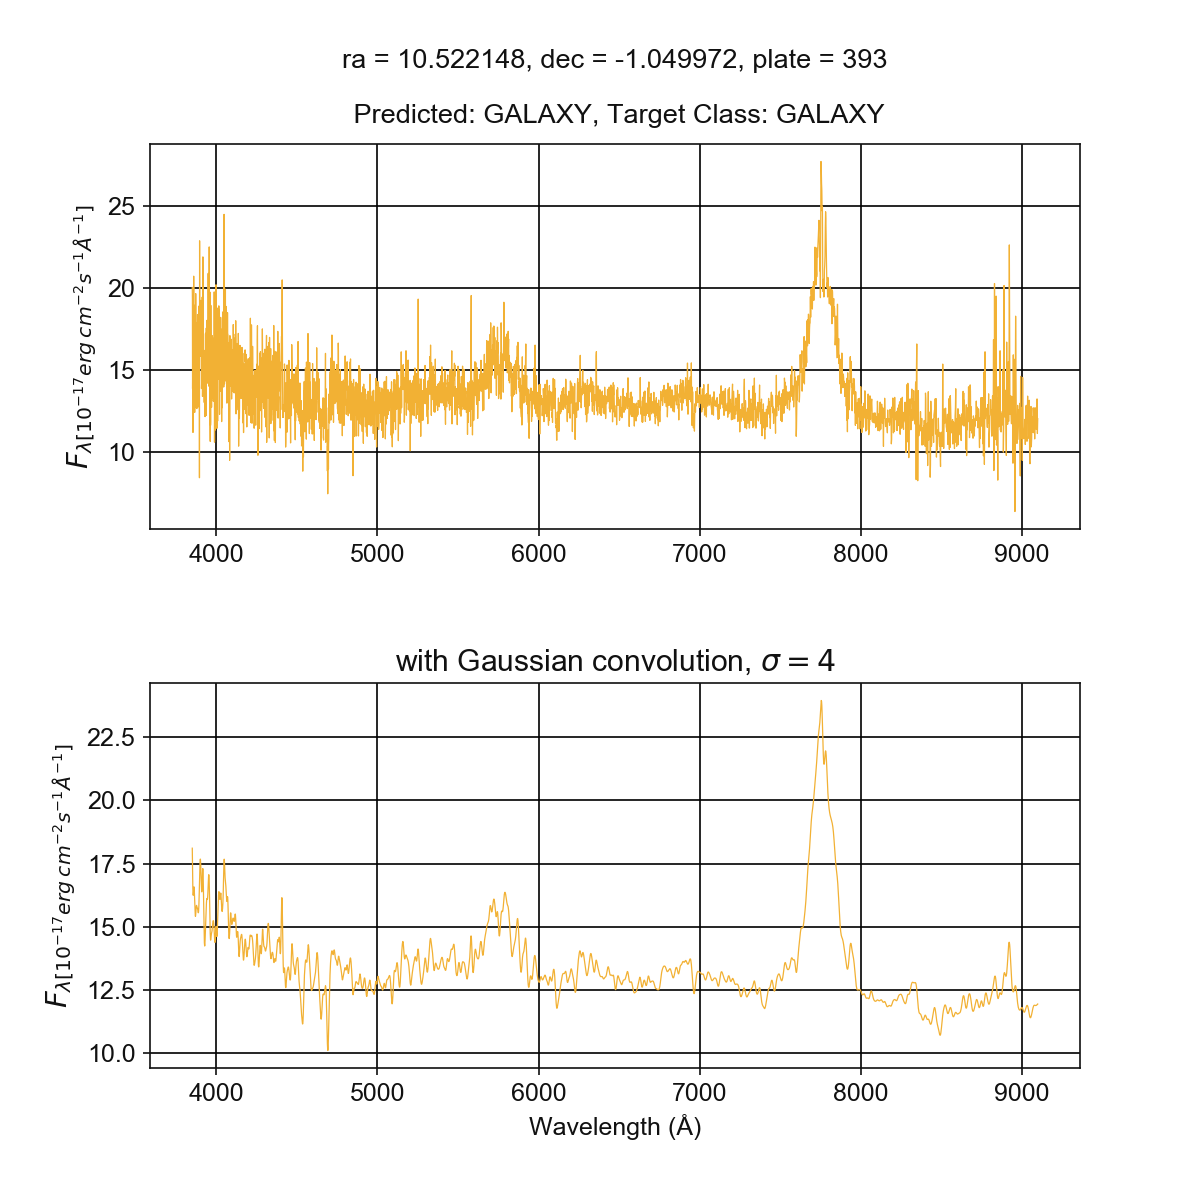 ra = 10.522148, dec = -1.049972, plate = 393
Predicted: GALAXY, Target Class: GALAXY
F_λ[10⁻¹⁷erg cm⁻²s⁻¹Å⁻¹]
25
20
15
10
4000 5000 6000 7000 8000 9000
with Gaussian convolution, σ = 4
F_λ[10⁻¹⁷erg cm⁻²s⁻¹Å⁻¹]
22.5
20.0
17.5
15.0
12.5
10.0
4000 5000 6000 7000 8000 9000
Wavelength (Å)